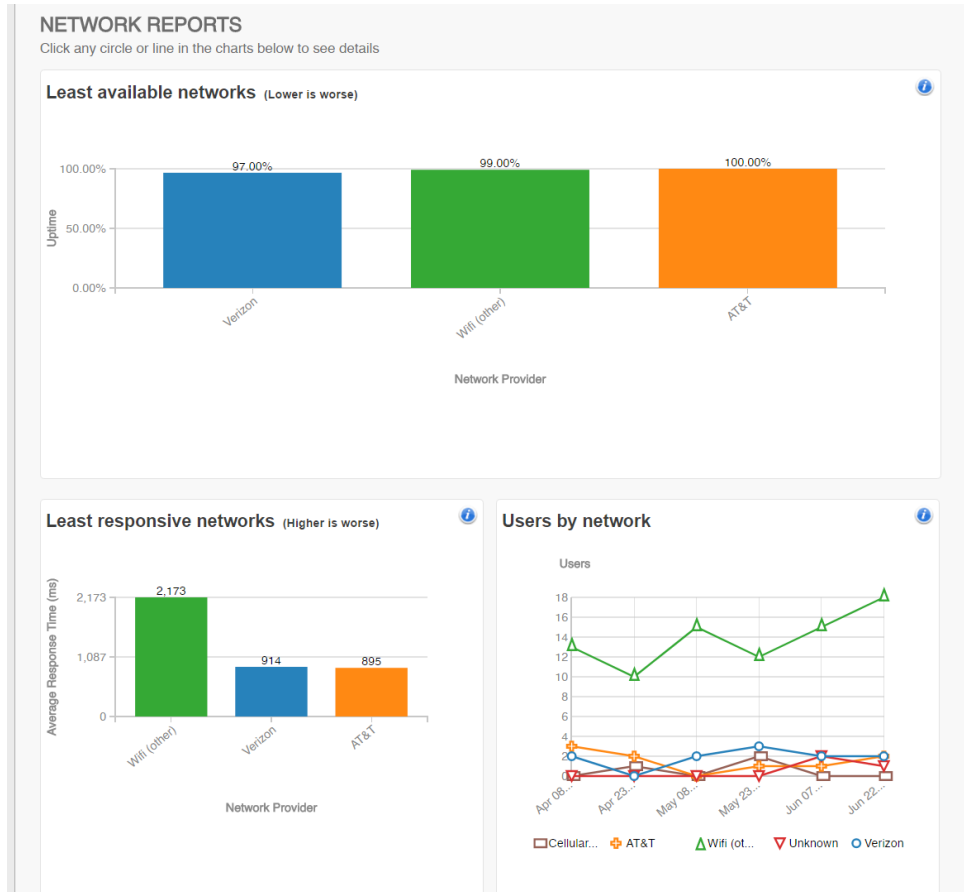 NETWORK REPORTS
Click any circle or line in the charts below to see details
Least available networks (Lower is worse)
i
97.00%
99.00%
100.00%
100.00%
50.00%
0.00%
Uptime
Verizon
Wifi (other)
AT&T
Network Provider
Least responsive networks (Higher is worse)
i
2,173
914
895
2,173
1,087
0
Average Response Time (ms)
Wifi (other)
Verizon
AT&T
Network Provider
Users by network
i
Users
18
16
14
12
10
8
6
4
2
0
Apr 08...
Apr 23...
May 08...
May 23...
Jun 07...
Jun 22...
Cellular... AT&T Wifi (ot... Unknown Verizon